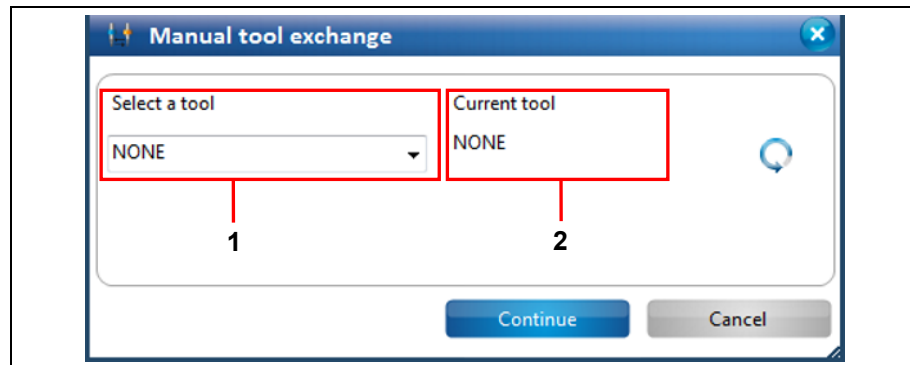 Manual tool exchange
Select a tool
Current tool
NONE
NONE
1
2
Continue
Cancel